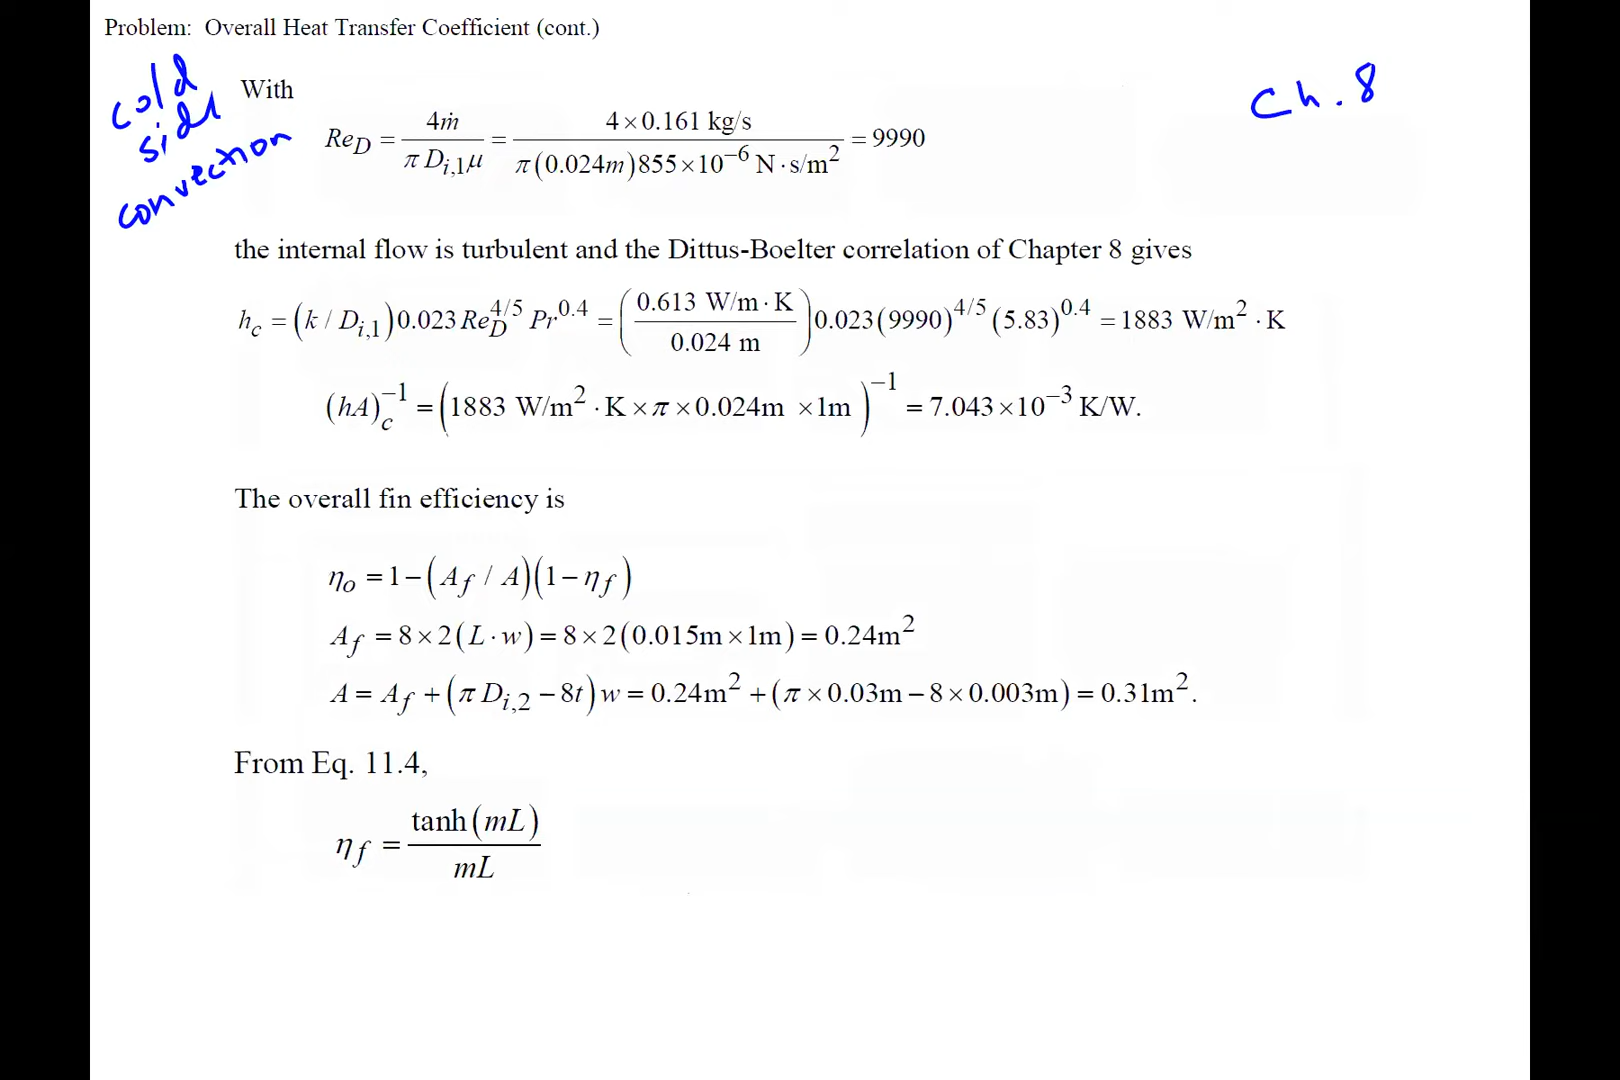 Problem: Overall Heat Transfer Coefficient (cont.)
cold
side
convection
Ch. 8
With
Re_D = 4ṁ / (π D_{i,1} μ) = 4 × 0.161 kg/s / (π(0.024m)855×10^{−6} N·s/m^2) = 9990
the internal flow is turbulent and the Dittus-Boelter correlation of Chapter 8 gives
h_c = (k / D_{i,1}) 0.023 Re_D^{4/5} Pr^{0.4} = (0.613 W/m·K / 0.024 m) 0.023(9990)^{4/5} (5.83)^{0.4} = 1883 W/m^2·K
(hA)_c^{−1} = (1883 W/m^2·K × π × 0.024m × 1m)^{−1} = 7.043×10^{−3} K/W.
The overall fin efficiency is
η_o = 1 − (A_f / A)(1 − η_f)
A_f = 8 × 2(L·w) = 8 × 2(0.015m × 1m) = 0.24m^2
A = A_f + (π D_{i,2} − 8t)w = 0.24m^2 + (π × 0.03m − 8 × 0.003m) = 0.31m^2.
From Eq. 11.4,
η_f = tanh(mL) / mL